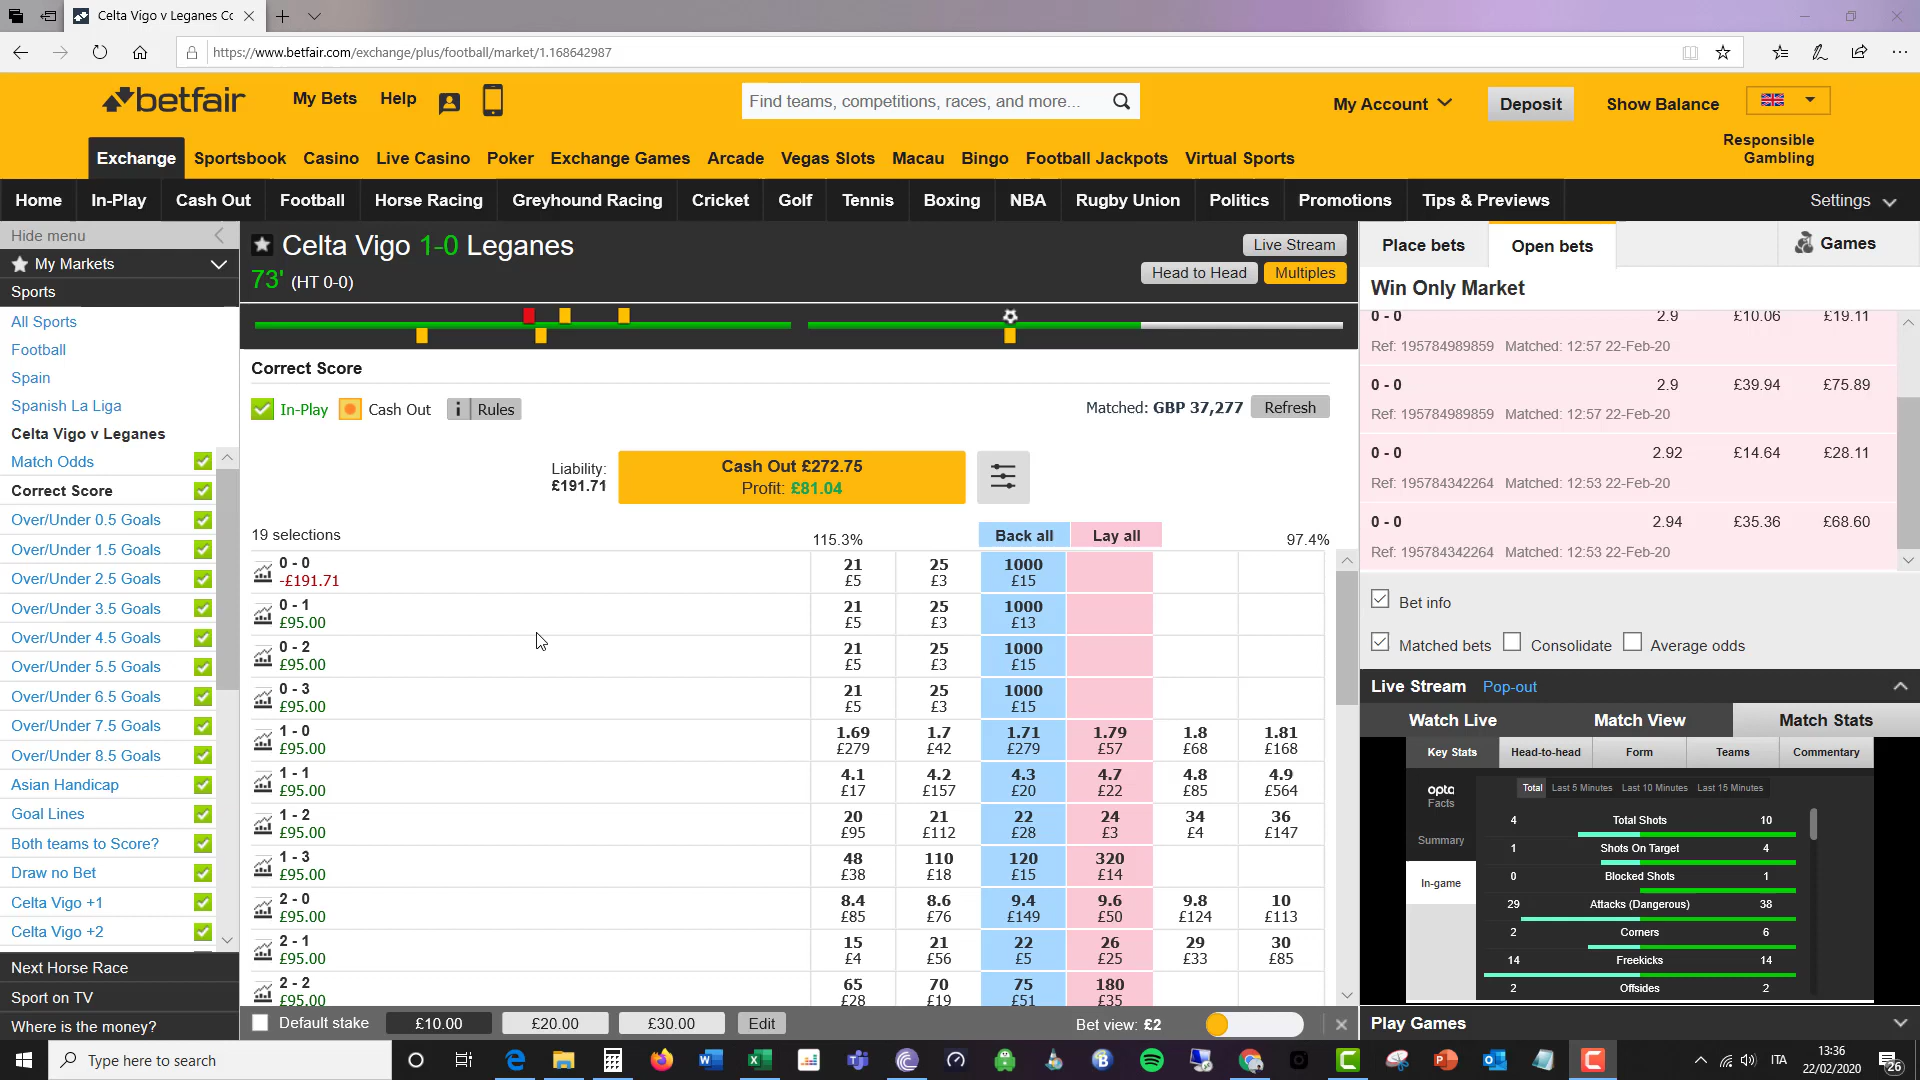 Celta Vigo v Leganes Cc
https://www.betfair.com/exchange/plus/football/market/1.168642987
betfair
My Bets
Help
Find teams, competitions, races, and more...
My Account
Deposit
Show Balance
Responsible
Gambling
Exchange
Sportsbook
Casino
Live Casino
Poker
Exchange Games
Arcade
Vegas Slots
Macau
Bingo
Football Jackpots
Virtual Sports
Home
In-Play
Cash Out
Football
Horse Racing
Greyhound Racing
Cricket
Golf
Tennis
Boxing
NBA
Rugby Union
Politics
Promotions
Tips & Previews
Settings
Hide menu
My Markets
Sports
All Sports
Football
Spain
Spanish La Liga
Celta Vigo v Leganes
Match Odds
Correct Score
Over/Under 0.5 Goals
Over/Under 1.5 Goals
Over/Under 2.5 Goals
Over/Under 3.5 Goals
Over/Under 4.5 Goals
Over/Under 5.5 Goals
Over/Under 6.5 Goals
Over/Under 7.5 Goals
Over/Under 8.5 Goals
Asian Handicap
Goal Lines
Both teams to Score?
Draw no Bet
Celta Vigo +1
Celta Vigo +2
Next Horse Race
Sport on TV
Where is the money?
Celta Vigo 1-0 Leganes
73' (HT 0-0)
Live Stream
Head to Head
Multiples
Correct Score
In-Play
Cash Out
i Rules
Matched: GBP 37,277
Refresh
Liability:
£191.71
Cash Out £272.75
Profit: £81.04
19 selections
115.3%
Back all
Lay all
97.4%
0 - 0 21 25 1000
-£191.71 £5 £3 £15
0 - 1 21 25 1000
£95.00 £5 £3 £13
0 - 2 21 25 1000
£95.00 £5 £3 £15
0 - 3 21 25 1000
£95.00 £5 £3 £15
1 - 0 1.69 1.7 1.71 1.79 1.8 1.81
£95.00 £279 £42 £279 £57 £68 £168
1 - 1 4.1 4.2 4.3 4.7 4.8 4.9
£95.00 £17 £157 £20 £22 £85 £564
1 - 2 20 21 22 24 34 36
£95.00 £95 £112 £28 £3 £4 £147
1 - 3 48 110 120 320
£95.00 £38 £18 £15 £14
2 - 0 8.4 8.6 9.4 9.6 9.8 10
£95.00 £85 £76 £149 £50 £124 £113
2 - 1 15 21 22 26 29 30
£95.00 £4 £56 £5 £25 £33 £85
2 - 2 65 70 75 180
£95.00 £28 £19 £51 £35
Default stake
£10.00
£20.00
£30.00
Edit
Bet view: £2
Place bets
Open bets
Games
Win Only Market
0 - 0 2.9 £10.06 £19.11
Ref: 195784989859 Matched: 12:57 22-Feb-20
0 - 0 2.9 £39.94 £75.89
Ref: 195784989859 Matched: 12:57 22-Feb-20
0 - 0 2.92 £14.64 £28.11
Ref: 195784342264 Matched: 12:53 22-Feb-20
0 - 0 2.94 £35.36 £68.60
Ref: 195784342264 Matched: 12:53 22-Feb-20
Bet info
Matched bets
Consolidate
Average odds
Live Stream Pop-out
Watch Live
Match View
Match Stats
Key Stats
Head-to-head
Form
Teams
Commentary
opta
Facts
Summary
In-game
Total
Last 5 Minutes
Last 10 Minutes
Last 15 Minutes
4 Total Shots 10
1 Shots On Target 4
0 Blocked Shots 1
29 Attacks (Dangerous) 38
2 Corners 6
14 Freekicks 14
2 Offsides 2
Play Games
Type here to search
ITA
13:36
22/02/2020
26